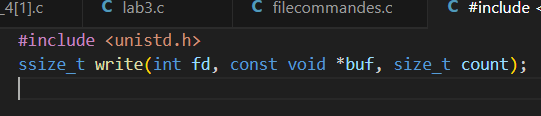 _4[1].c lab3.c filecommandes.c #include <
#include <unistd.h>
ssize_t write(int fd, const void *buf, size_t count);